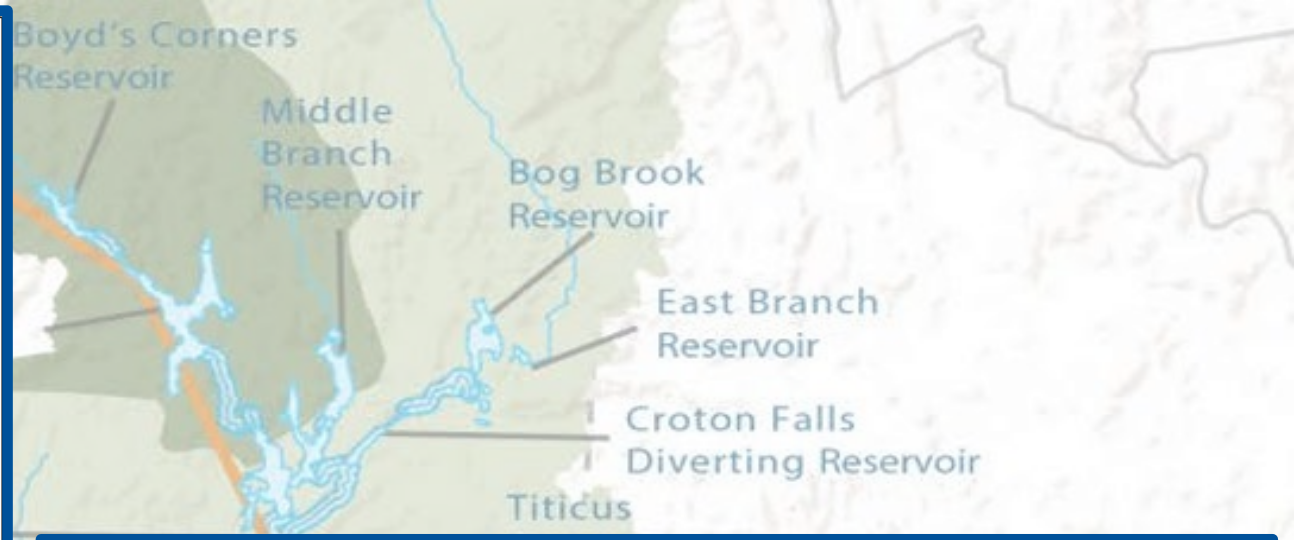 Boyd's Corners
Reservoir
Middle
Branch
Reservoir
Bog Brook
Reservoir
East Branch
Reservoir
Croton Falls
Diverting Reservoir
Titicus